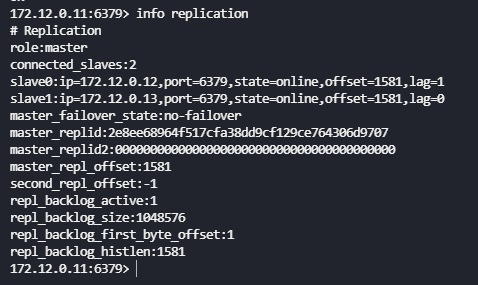 172.12.0.11:6379> info replication
# Replication
role:master
connected_slaves:2
slave0:ip=172.12.0.12,port=6379,state=online,offset=1581,lag=1
slave1:ip=172.12.0.13,port=6379,state=online,offset=1581,lag=0
master_failover_state:no-failover
master_replid:2e8ee68964f517cfa38dd9cf129ce764306d9707
master_replid2:0000000000000000000000000000000000000000
master_repl_offset:1581
second_repl_offset:-1
repl_backlog_active:1
repl_backlog_size:1048576
repl_backlog_first_byte_offset:1
repl_backlog_histlen:1581
172.12.0.11:6379>